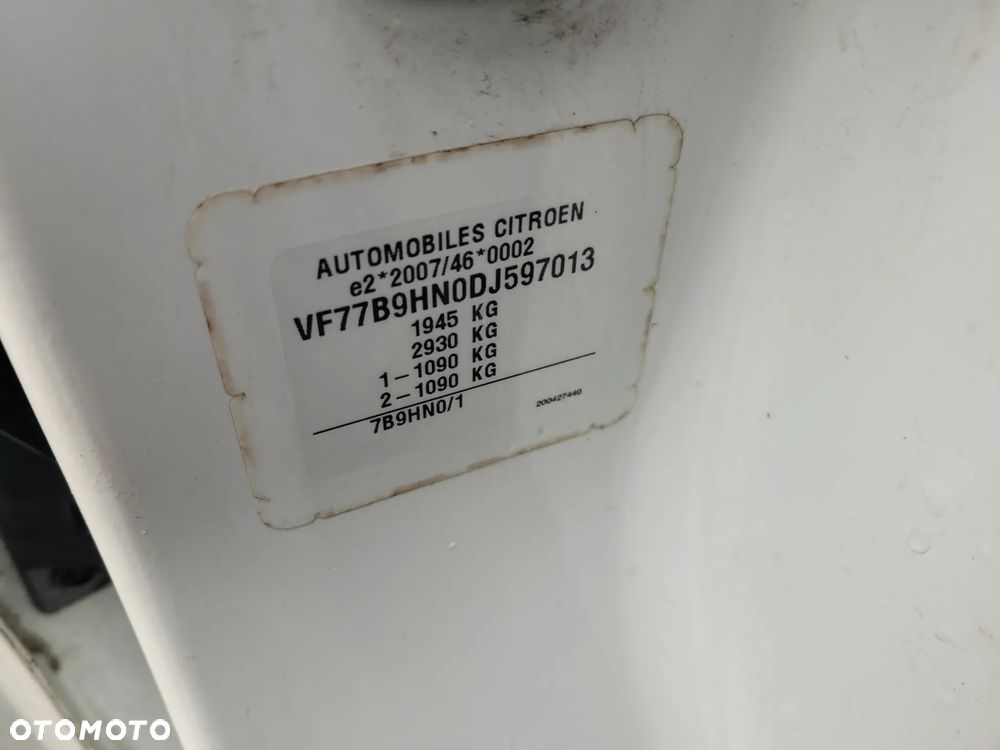 AUTOMOBILES CITROEN
e2*2007/46*0002
VF77B9HN0DJ597013
1945 KG
2930 KG
1-1090 KG
2-1090 KG
7B9HN0/1
200427440
OTOMOTO